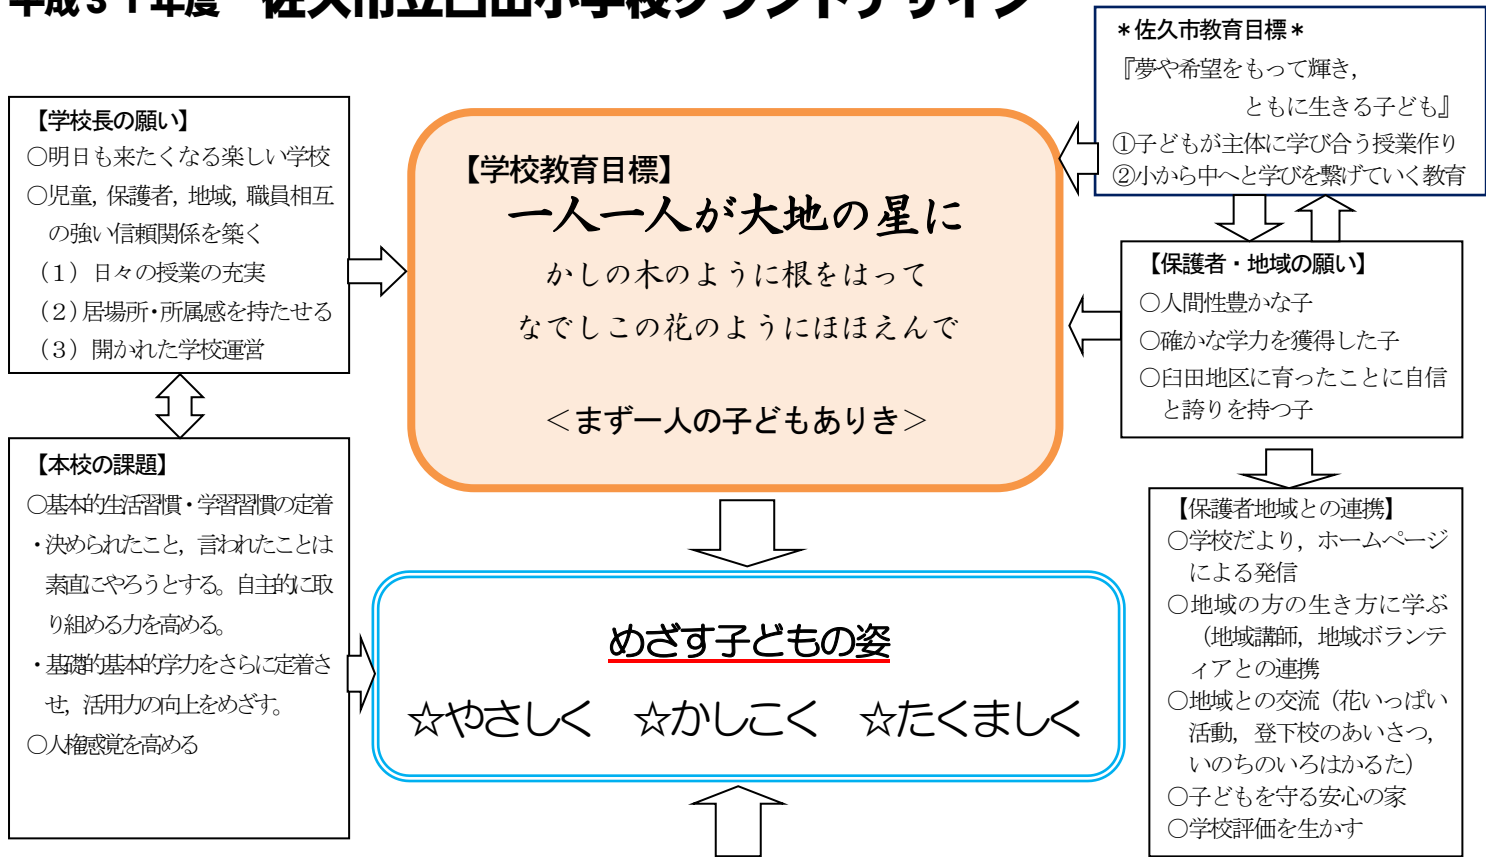 平成３１年度　佐久市立臼田小学校グランドデザイン
＊佐久市教育目標＊
『夢や希望をもって輝き，
ともに生きる子ども』
①子どもが主体に学び合う授業作り
②小から中へと学びを繋げていく教育
【学校長の願い】
○明日も来たくなる楽しい学校
○児童，保護者，地域，職員相互
の強い信頼関係を築く
（１）日々の授業の充実
（２）居場所・所属感を持たせる
（３）開かれた学校運営
【学校教育目標】
一人一人が大地の星に
かしの木のように根をはって
なでしこの花のようにほほえんで
＜まず一人の子どもありき＞
【保護者・地域の願い】
○人間性豊かな子
○確かな学力を獲得した子
○臼田地区に育ったことに自信
と誇りを持つ子
【本校の課題】
○基本的生活習慣・学習習慣の定着
・決められたこと，言われたことは
素直にやろうとする。自主的に取
り組める力を高める。
・基礎的基本的学力をさらに定着さ
せ，活用力の向上をめざす。
○人権感覚を高める
めざす子どもの姿
☆やさしく　☆かしこく　☆たくましく
【保護者地域との連携】
○学校だより，ホームページ
による発信
○地域の方の生き方に学ぶ
（地域講師，地域ボランテ
ィアとの連携
○地域との交流（花いっぱい
活動，登下校のあいさつ，
いのちのいろはかるた）
○子どもを守る安心の家
○学校評価を生かす